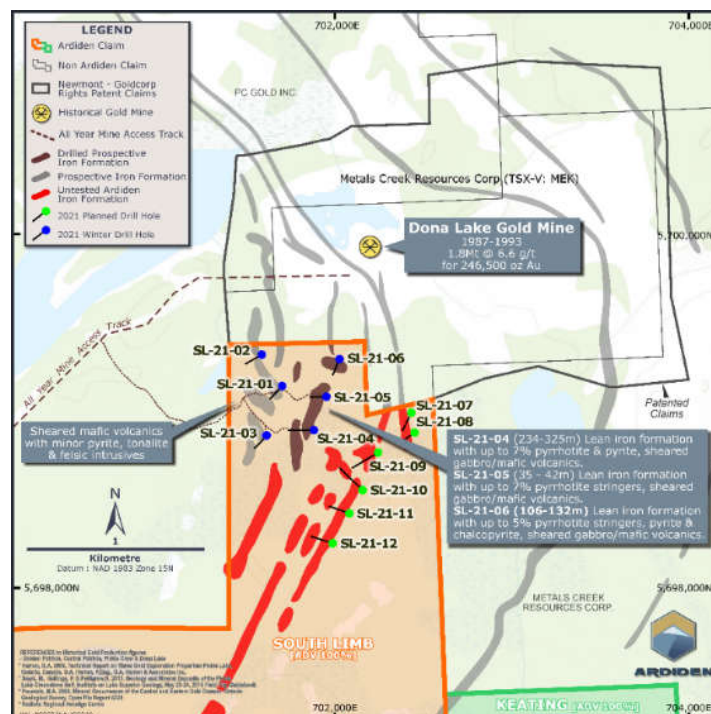 702,000E
704,000E
LEGEND
Ardiden Claim
Non Ardiden Claim
Newmont - Goldcorp
Rights Patent Claims
Historical Gold Mine
All Year Mine Access Track
Drilled Prospective
Iron Formation
Prospective Iron Formation
Untested Ardiden
Iron Formation
2021 Planned Drill Hole
2021 Winter Drill Hole
PC GOLD INC.
Metals Creek Resources Corp (TSX-V: MEK)
Dona Lake Gold Mine
1987-1993
1.8Mt @ 6.6 g/t
for 246,500 oz Au
5,700,000N
All Year Mine Access Track
SL-21-02
SL-21-06
SL-21-01
SL-21-05
SL-21-03
SL-21-04
SL-21-07
SL-21-08
SL-21-09
SL-21-10
SL-21-11
SL-21-12
Patented
Claims
Sheared mafic volcanics
with minor pyrite, tonalite
& felsic intrusives
SL-21-04 (234-325m) Lean iron formation
with up to 7% pyrrhotite & pyrite, sheared
gabbro/mafic volcanics.
SL-21-05 (35 - 42m) Lean iron formation
with up to 7% pyrrhotite stringers, sheared
gabbro/mafic volcanics.
SL-21-06 (106-132m) Lean iron formation
with up to 5% pyrrhotite stringers, pyrite &
chalcopyrite, sheared gabbro/mafic volcanics.
N
1
Kilometre
Datum : NAD 1983 Zone 15N
5,698,000N
5,698,000N
METALS CREEK
RESOURCES CORP.
SOUTH LIMB
(ADV 100%)
ARDIDEN
KEATING (ADV 100%)
702,000E
704,000E